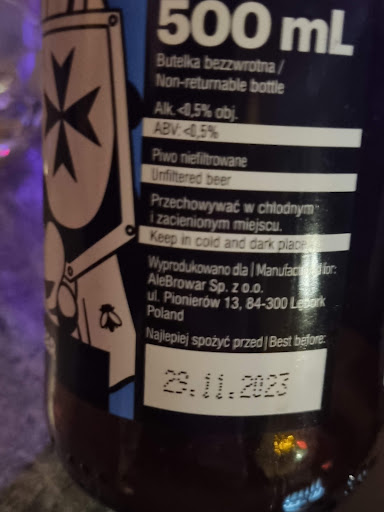 500 mL
Butelka bezzwrotna /
Non-returnable bottle
Alk. <0,5% obj.
ABV: <0,5%
Piwo niefiltrowane
Unfiltered beer
Przechowywać w chłodnym
i zacienionym miejscu.
Keep in cold and dark place.
Wyprodukowano dla | Manufactured for:
AleBrowar Sp. z o.o.
ul. Pionierów 13, 84-300 Lębork
Poland
Najlepiej spożyć przed | Best before:
29.11.2023